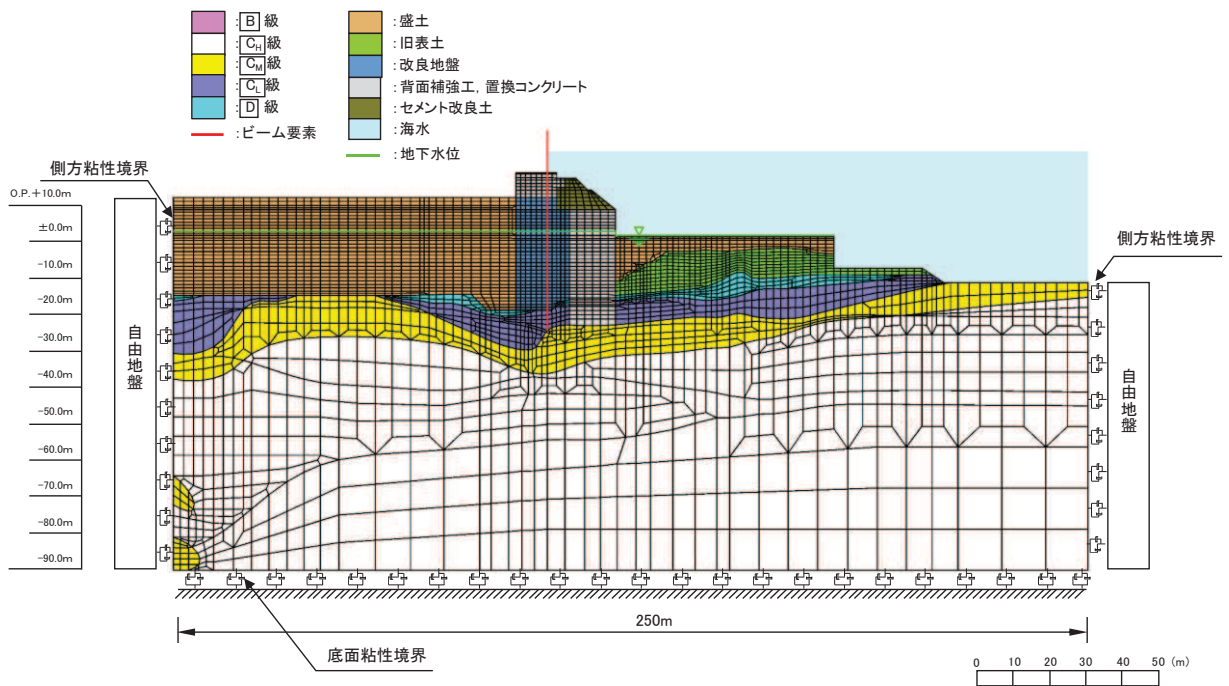 :B 級
:CH 級
:CM 級
:CL 級
:D 級
:ビーム要素
:盛土
:旧表土
:改良地盤
:背面補強工, 置換コンクリート
:セメント改良土
:海水
:地下水位
側方粘性境界
側方粘性境界
O.P.+10.0m
±0.0m
-10.0m
-20.0m
-30.0m
-40.0m
-50.0m
-60.0m
-70.0m
-80.0m
-90.0m
自由地盤
自由地盤
250m
底面粘性境界
0 10 20 30 40 50 (m)